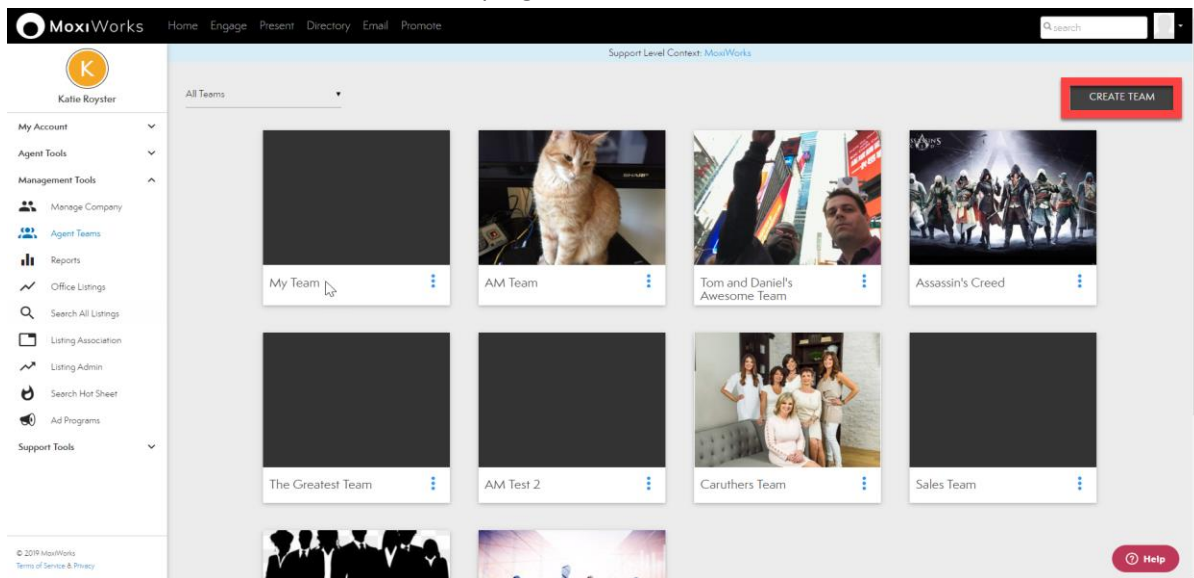 MoxiWorks Home Engage Present Directory Email Promote search
Support Level Context: MoxiWorks
K
Katie Royster
My Account
Agent Tools
Management Tools
Manage Company
Agent Teams
Reports
Office Listings
Search All Listings
Listing Association
Listing Admin
Search Hot Sheet
Ad Programs
Support Tools
© 2019 MoxiWorks
Terms of Service & Privacy
All Teams
CREATE TEAM
My Team
AM Team
Tom and Daniel's
Awesome Team
Assassin's Creed
The Greatest Team
AM Test 2
Caruthers Team
Sales Team
Help